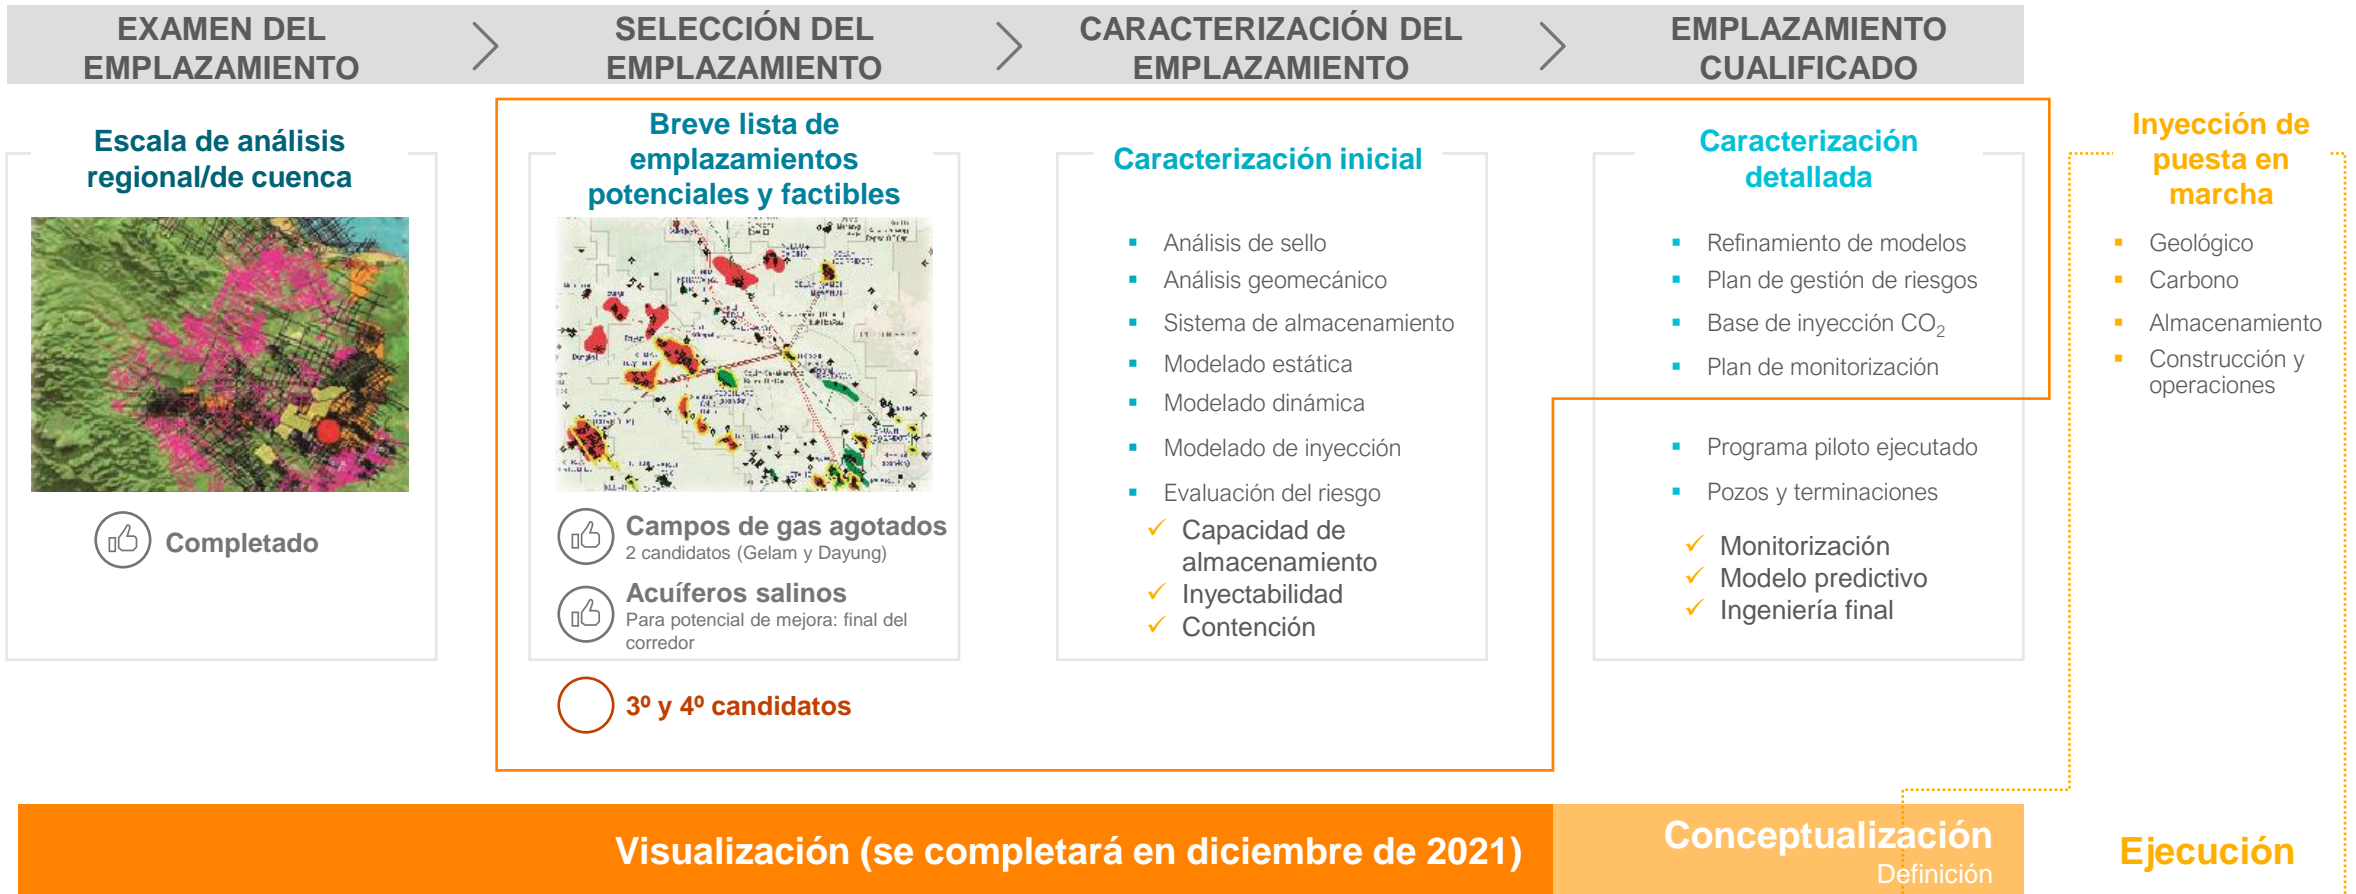 EXAMEN DEL
EMPLAZAMIENTO
SELECCIÓN DEL
EMPLAZAMIENTO
CARACTERIZACIÓN DEL
EMPLAZAMIENTO
EMPLAZAMIENTO
CUALIFICADO
Escala de análisis
regional/de cuenca
Completado
Breve lista de
emplazamientos
potenciales y factibles
Campos de gas agotados
2 candidatos (Gelam y Dayung)
Acuíferos salinos
Para potencial de mejora: final del
corredor
3º y 4º candidatos
Caracterización inicial
▪ Análisis de sello
▪ Análisis geomecánico
▪ Sistema de almacenamiento
▪ Modelado estática
▪ Modelado dinámica
▪ Modelado de inyección
▪ Evaluación del riesgo
✓ Capacidad de
almacenamiento
✓ Inyectabilidad
✓ Contención
Caracterización
detallada
▪ Refinamiento de modelos
▪ Plan de gestión de riesgos
▪ Base de inyección CO₂
▪ Plan de monitorización
▪ Programa piloto ejecutado
▪ Pozos y terminaciones
✓ Monitorización
✓ Modelo predictivo
✓ Ingeniería final
Inyección de
puesta en
marcha
▪ Geológico
▪ Carbono
▪ Almacenamiento
▪ Construcción y
operaciones
Visualización (se completará en diciembre de 2021)
Conceptualización
Definición
Ejecución